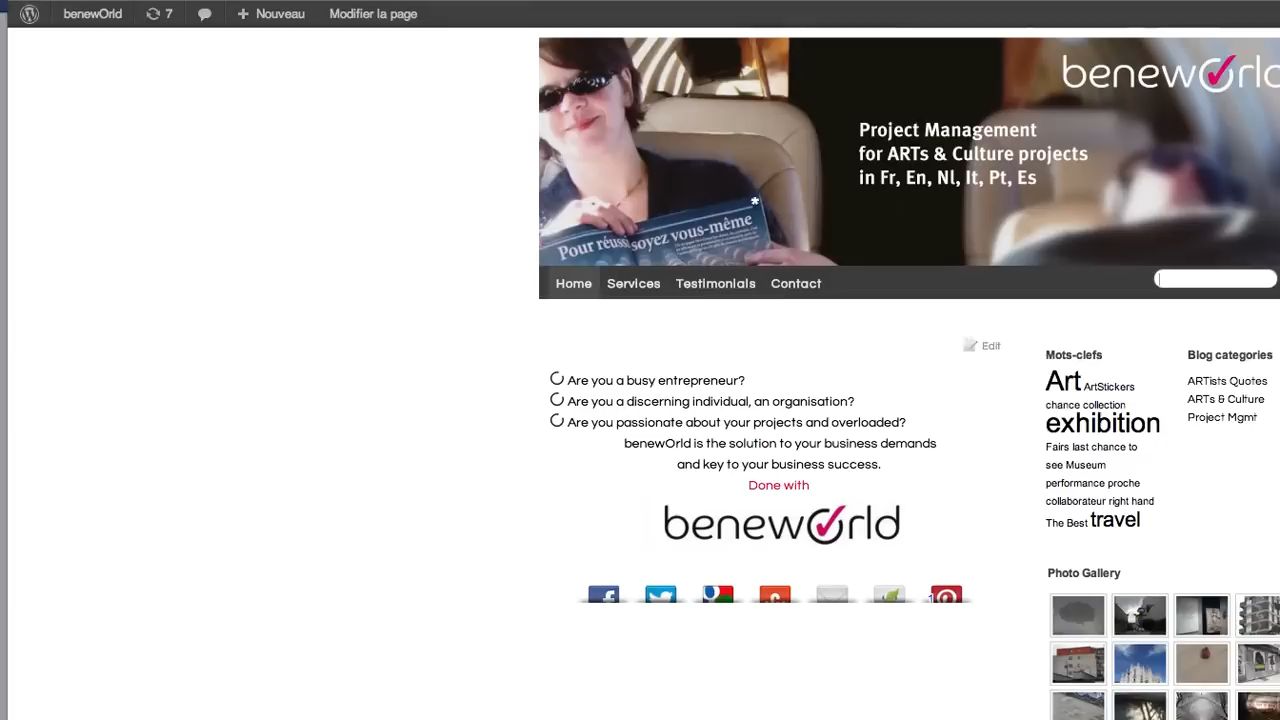 benewOrld 7 Nouveau Modifier la page
benewOrld
Project Management
for ARTs & Culture projects
in Fr, En, Nl, It, Pt, Es
*
Pour réussi soyez vous-même
Home Services Testimonials Contact
Edit
Are you a busy entrepreneur?
Are you a discerning individual, an organisation?
Are you passionate about your projects and overloaded?
benewOrld is the solution to your business demands
and key to your business success.
Done with
benewOrld
Mots-clefs
Art ArtStickers
chance collection
exhibition
Fairs last chance to
see Museum
performance proche
collaborateur right hand
The Best travel
Blog categories
ARTists Quotes
ARTs & Culture
Project Mgmt
Photo Gallery